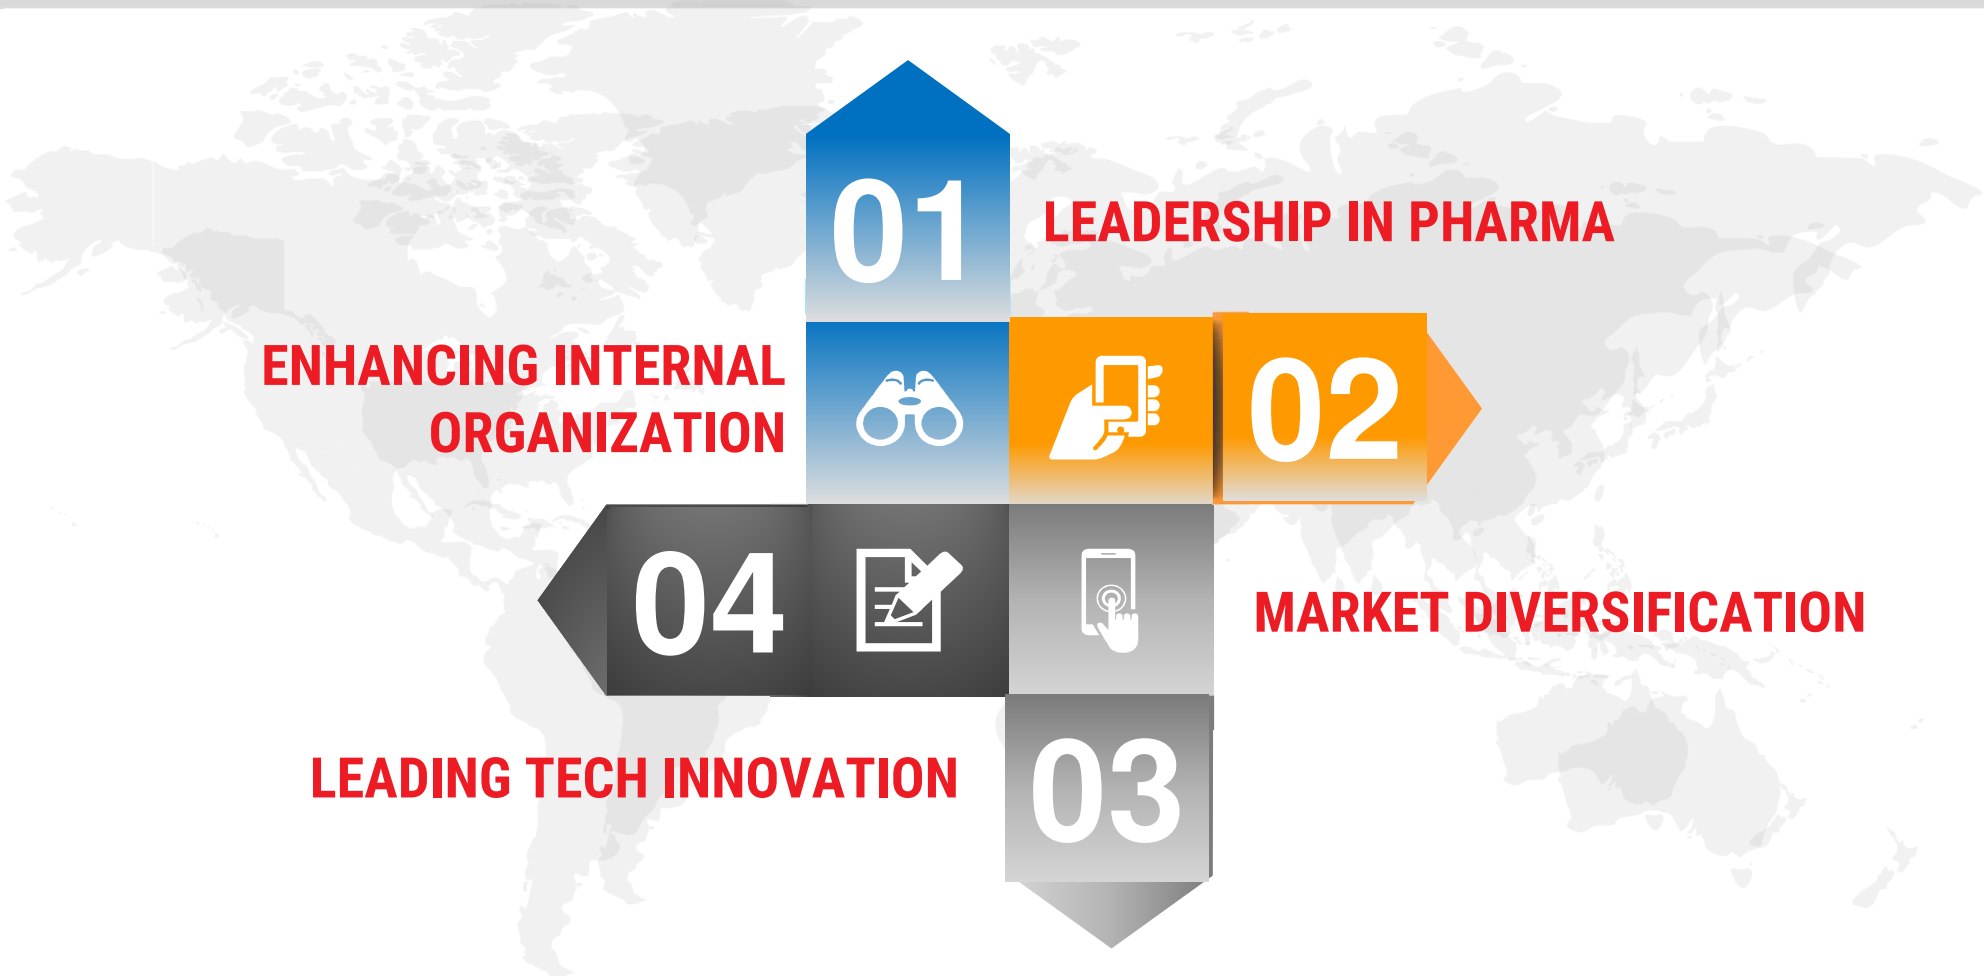 01
LEADERSHIP IN PHARMA
ENHANCING INTERNAL
ORGANIZATION
02
04
MARKET DIVERSIFICATION
LEADING TECH INNOVATION
03